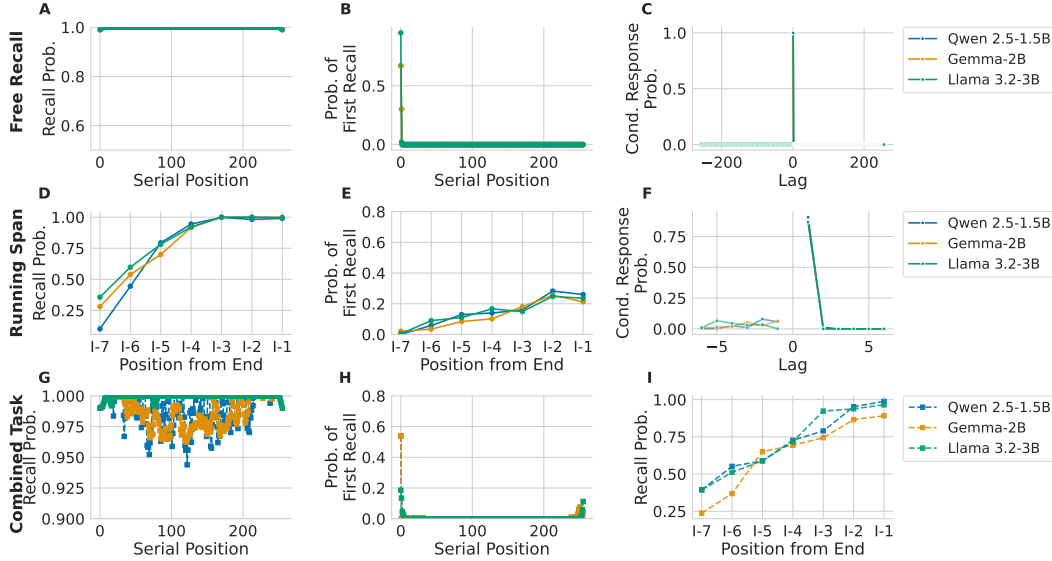 A
B
C
Free Recall
Recall Prob.
1.0
0.8
0.6
0
100
200
Serial Position
Prob. of
First Recall
0.5
0.0
0
100
200
Serial Position
Cond. Response
Prob.
1.0
0.8
0.6
0.4
0.2
0.0
−200
0
200
Lag
Qwen 2.5-1.5B
Gemma-2B
Llama 3.2-3B
D
E
F
Running Span
Recall Prob.
1.00
0.75
0.50
0.25
I-7
I-6
I-5
I-4
I-3
I-2
I-1
Position from End
Prob. of
First Recall
0.8
0.6
0.4
0.2
0.0
I-7
I-6
I-5
I-4
I-3
I-2
I-1
Position from End
Cond. Response
Prob.
0.75
0.50
0.25
0.00
−5
0
5
Lag
Qwen 2.5-1.5B
Gemma-2B
Llama 3.2-3B
G
H
I
Combined Task
Recall Prob.
1.000
0.975
0.950
0.925
0.900
0
100
200
Serial Position
Prob. of
First Recall
0.8
0.6
0.4
0.2
0.0
0
100
200
Serial Position
Recall Prob.
1.00
0.75
0.50
0.25
I-7
I-6
I-5
I-4
I-3
I-2
I-1
Position from End
Qwen 2.5-1.5B
Gemma-2B
Llama 3.2-3B